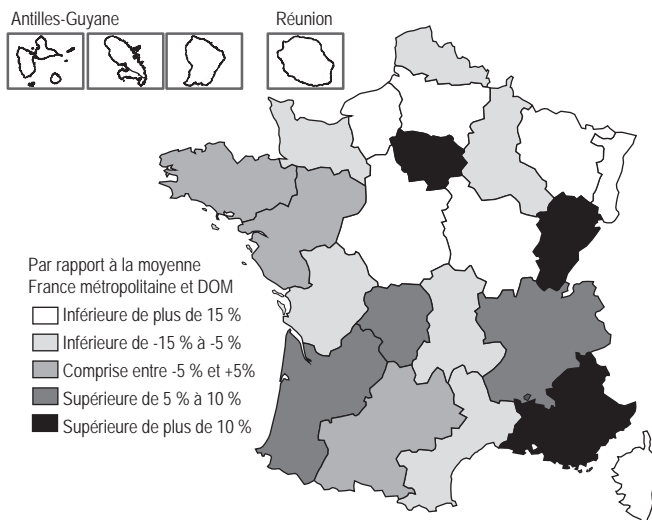 Antilles-Guyane
Réunion
Par rapport à la moyenne
France métropolitaine et DOM
Inférieure de plus de 15 %
Inférieure de -15 % à -5 %
Comprise entre -5 % et +5%
Supérieure de 5 % à 10 %
Supérieure de plus de 10 %